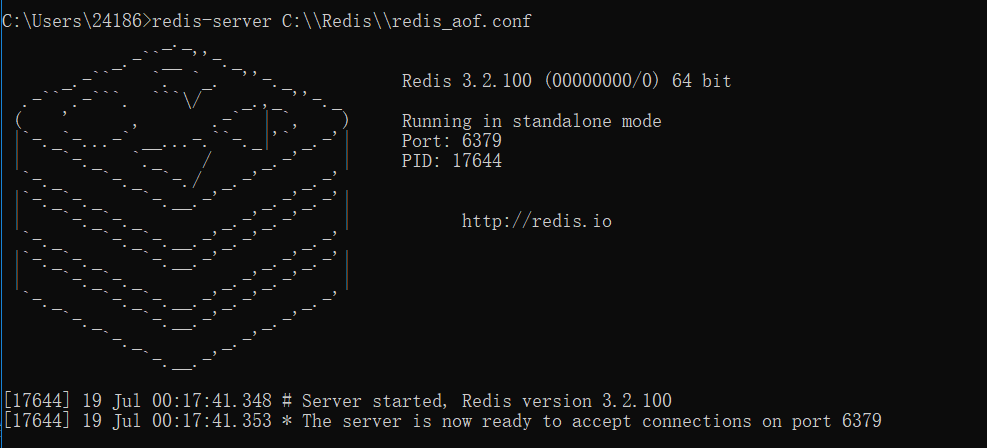 C:\Users\24186>redis-server C:\\Redis\\redis_aof.conf
Redis 3.2.100 (00000000/0) 64 bit
Running in standalone mode
Port: 6379
PID: 17644
http://redis.io
[17644] 19 Jul 00:17:41.348 # Server started, Redis version 3.2.100
[17644] 19 Jul 00:17:41.353 * The server is now ready to accept connections on port 6379